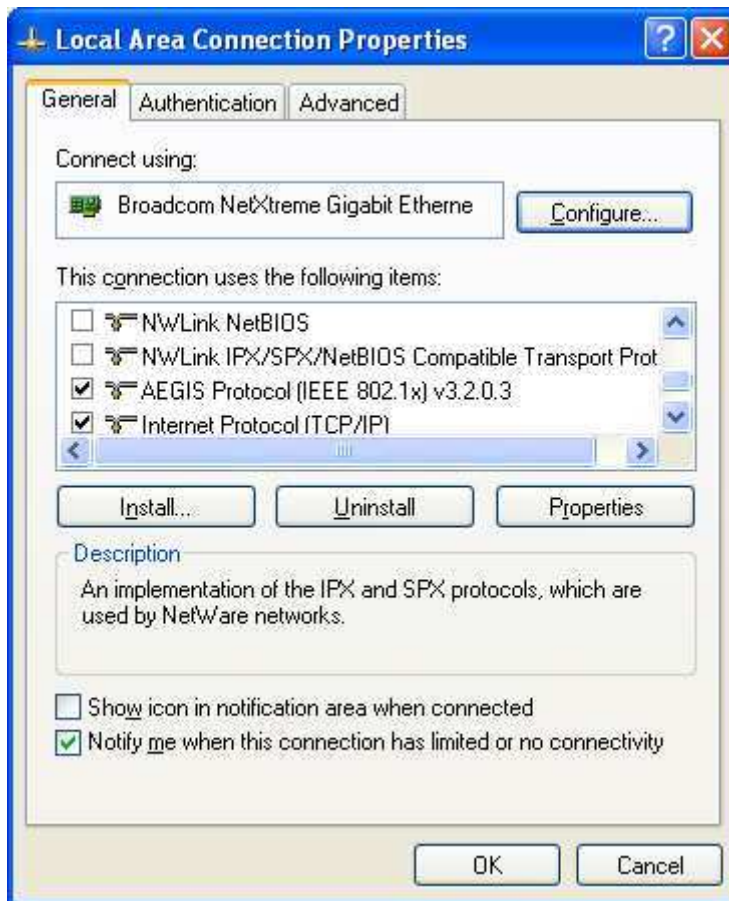 Local Area Connection Properties
General
Authentication
Advanced
Connect using:
Broadcom NetXtreme Gigabit Etherne
Configure...
This connection uses the following items:
NWLink NetBIOS
NWLink IPX/SPX/NetBIOS Compatible Transport Prot
AEGIS Protocol (IEEE 802.1x) v3.2.0.3
Internet Protocol (TCP/IP)
Install...
Uninstall
Properties
Description
An implementation of the IPX and SPX protocols, which are
used by NetWare networks.
Show icon in notification area when connected
Notify me when this connection has limited or no connectivity
OK
Cancel